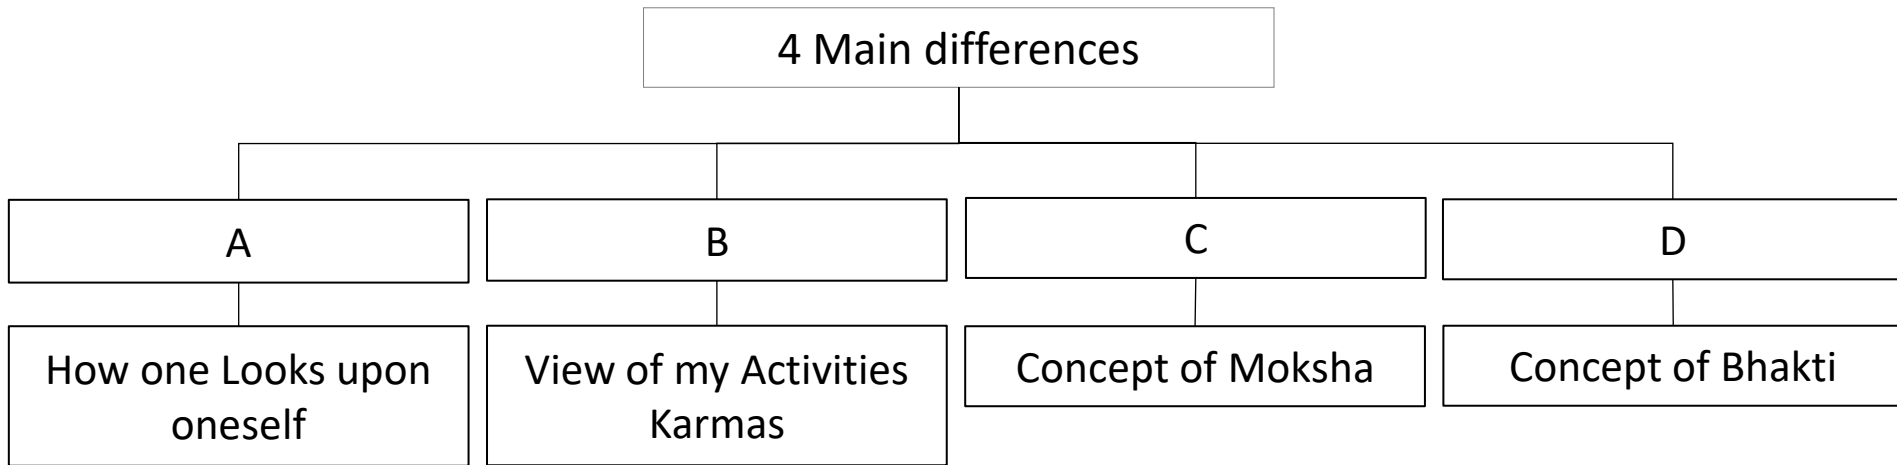 4 Main differences
A
B
C
D
How one Looks upon
oneself
View of my Activities
Karmas
Concept of Moksha
Concept of Bhakti